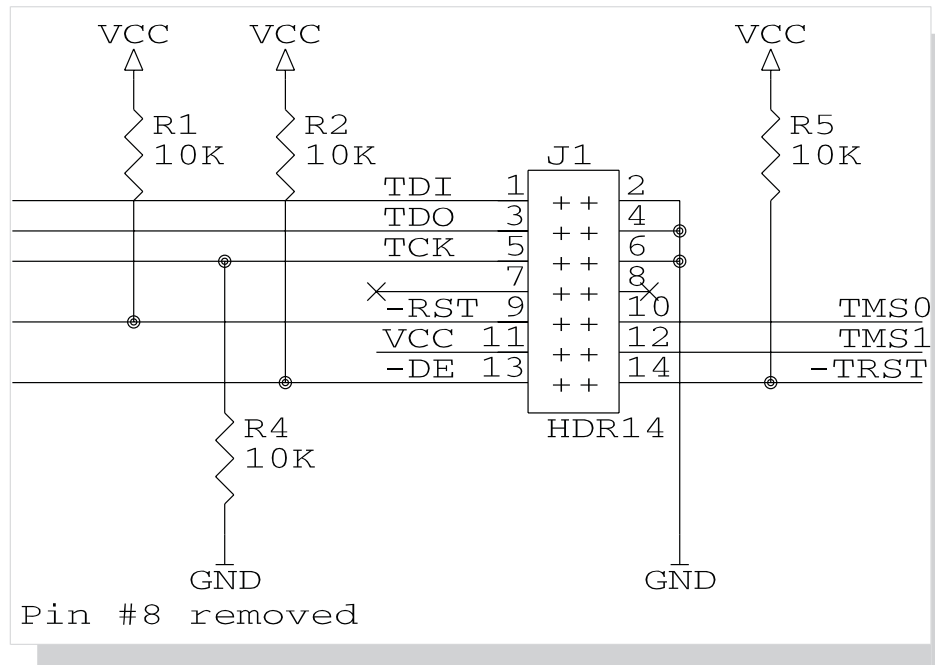 VCC VCC VCC
R1 R2 R5
10K 10K 10K
J1
TDI 1 2
TDO 3 4
TCK 5 6
7 8
-RST 9 10 TMS0
VCC 11 12 TMS1
-DE 13 14 -TRST
R4 HDR14
10K
GND GND
Pin #8 removed